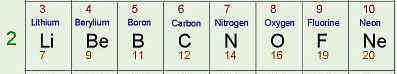 3 4 5 6 7 8 9 10
Lithium Berylium Boron Carbon Nitrogen Oxygen Fluorine Neon
2 Li Be B C N O F Ne
7 9 11 12 14 16 19 20